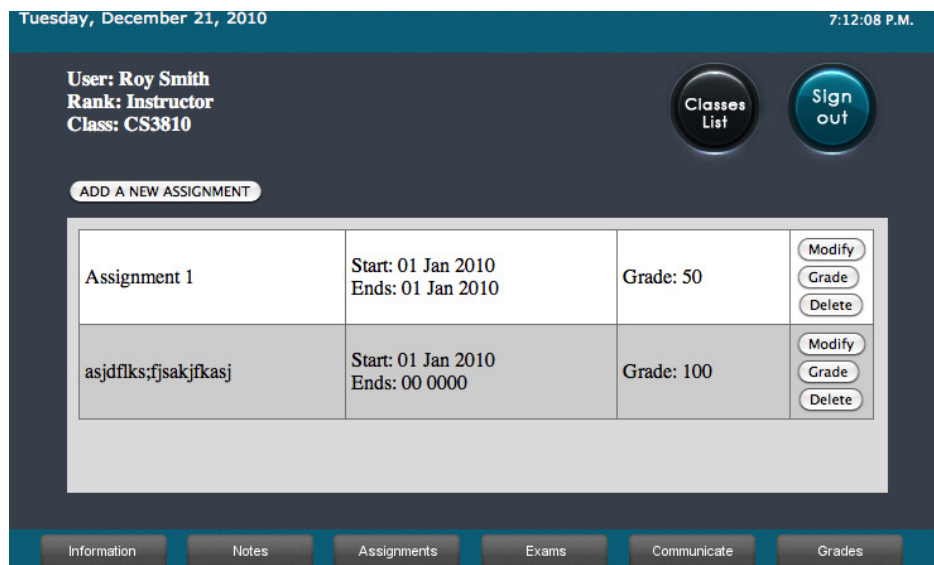 Tuesday, December 21, 2010
7:12:08 P.M.
User: Roy Smith
Rank: Instructor
Class: CS3810
Classes
List
Sign
out
ADD A NEW ASSIGNMENT
Assignment 1
Start: 01 Jan 2010
Ends: 01 Jan 2010
Grade: 50
Modify
Grade
Delete
asjdflks;fjsakjfkasj
Start: 01 Jan 2010
Ends: 00 0000
Grade: 100
Modify
Grade
Delete
Information
Notes
Assignments
Exams
Communicate
Grades